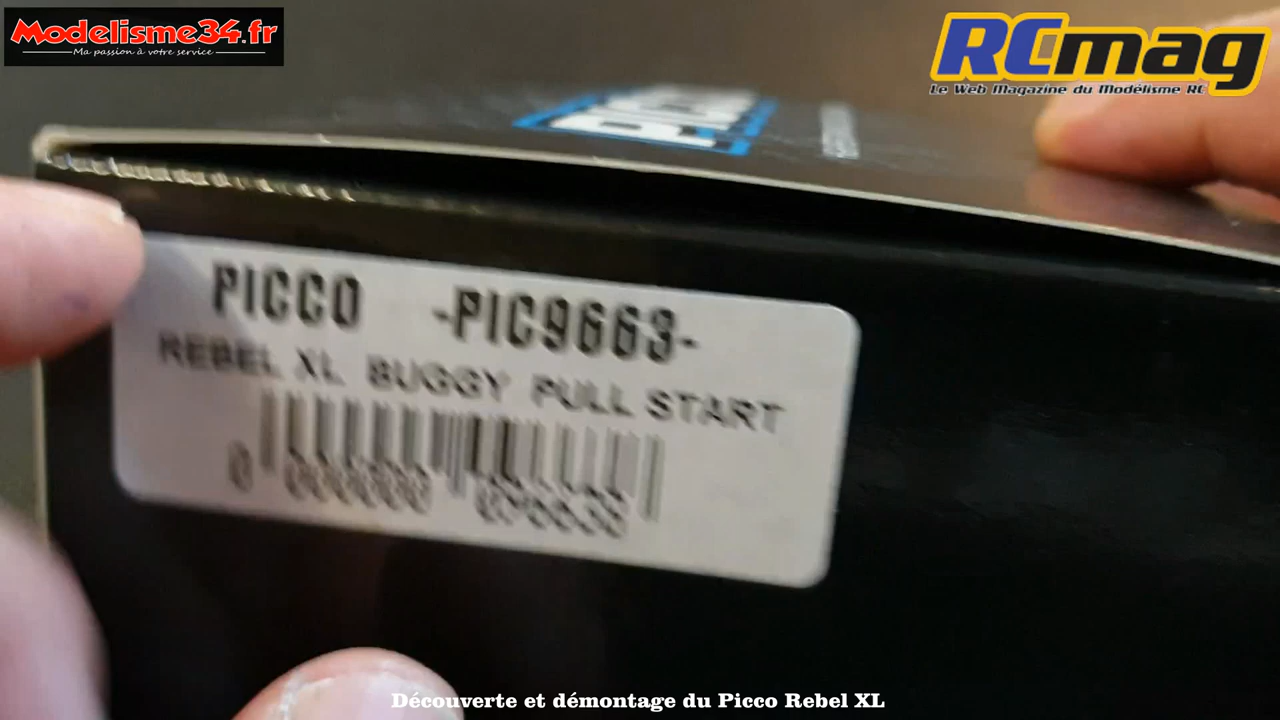 Modelisme34.fr
Ma passion à votre service
RCmag
Le Web Magazine du Modélisme RC
PICCO -PIC9663-
REBEL XL BUGGY PULL START
Découverte et démontage du Picco Rebel XL